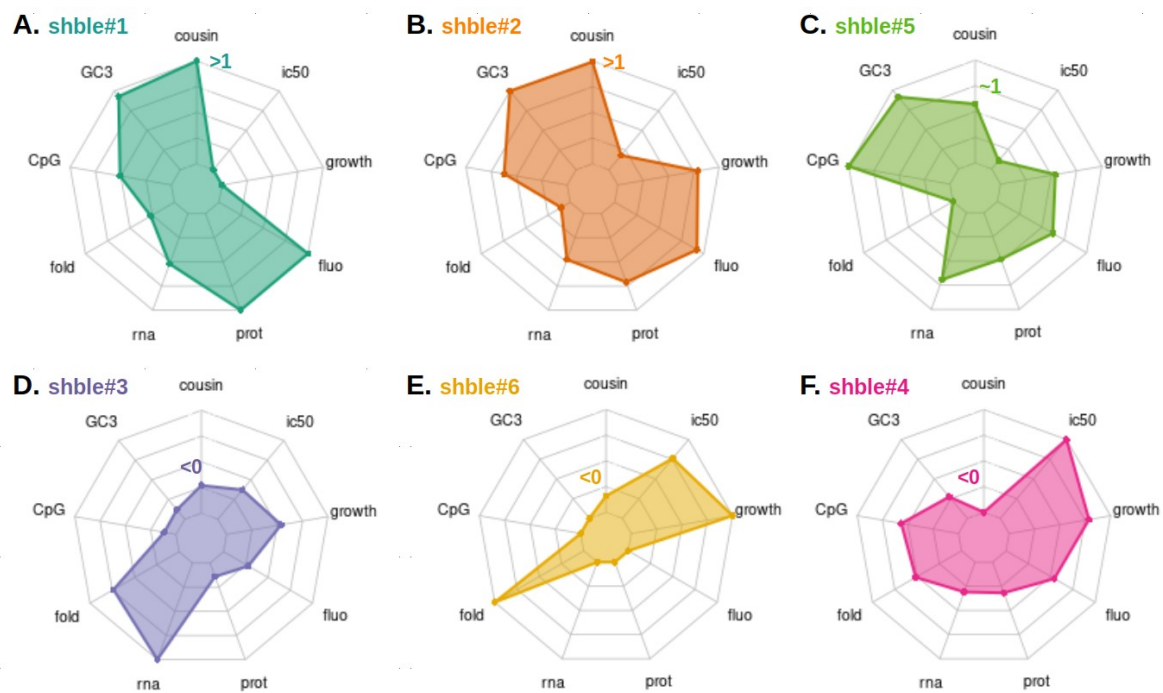 A. shble#1
cousin
>1
GC3
ic50
CpG
growth
fold
fluo
rna
prot
B. shble#2
cousin
>1
GC3
ic50
CpG
growth
fold
fluo
rna
prot
C. shble#5
cousin
~1
GC3
ic50
CpG
growth
fold
fluo
rna
prot
D. shble#3
cousin
GC3
ic50
<0
CpG
growth
fold
fluo
rna
prot
E. shble#6
cousin
GC3
ic50
<0
CpG
growth
fold
fluo
rna
prot
F. shble#4
cousin
GC3
ic50
<0
CpG
growth
fold
fluo
rna
prot